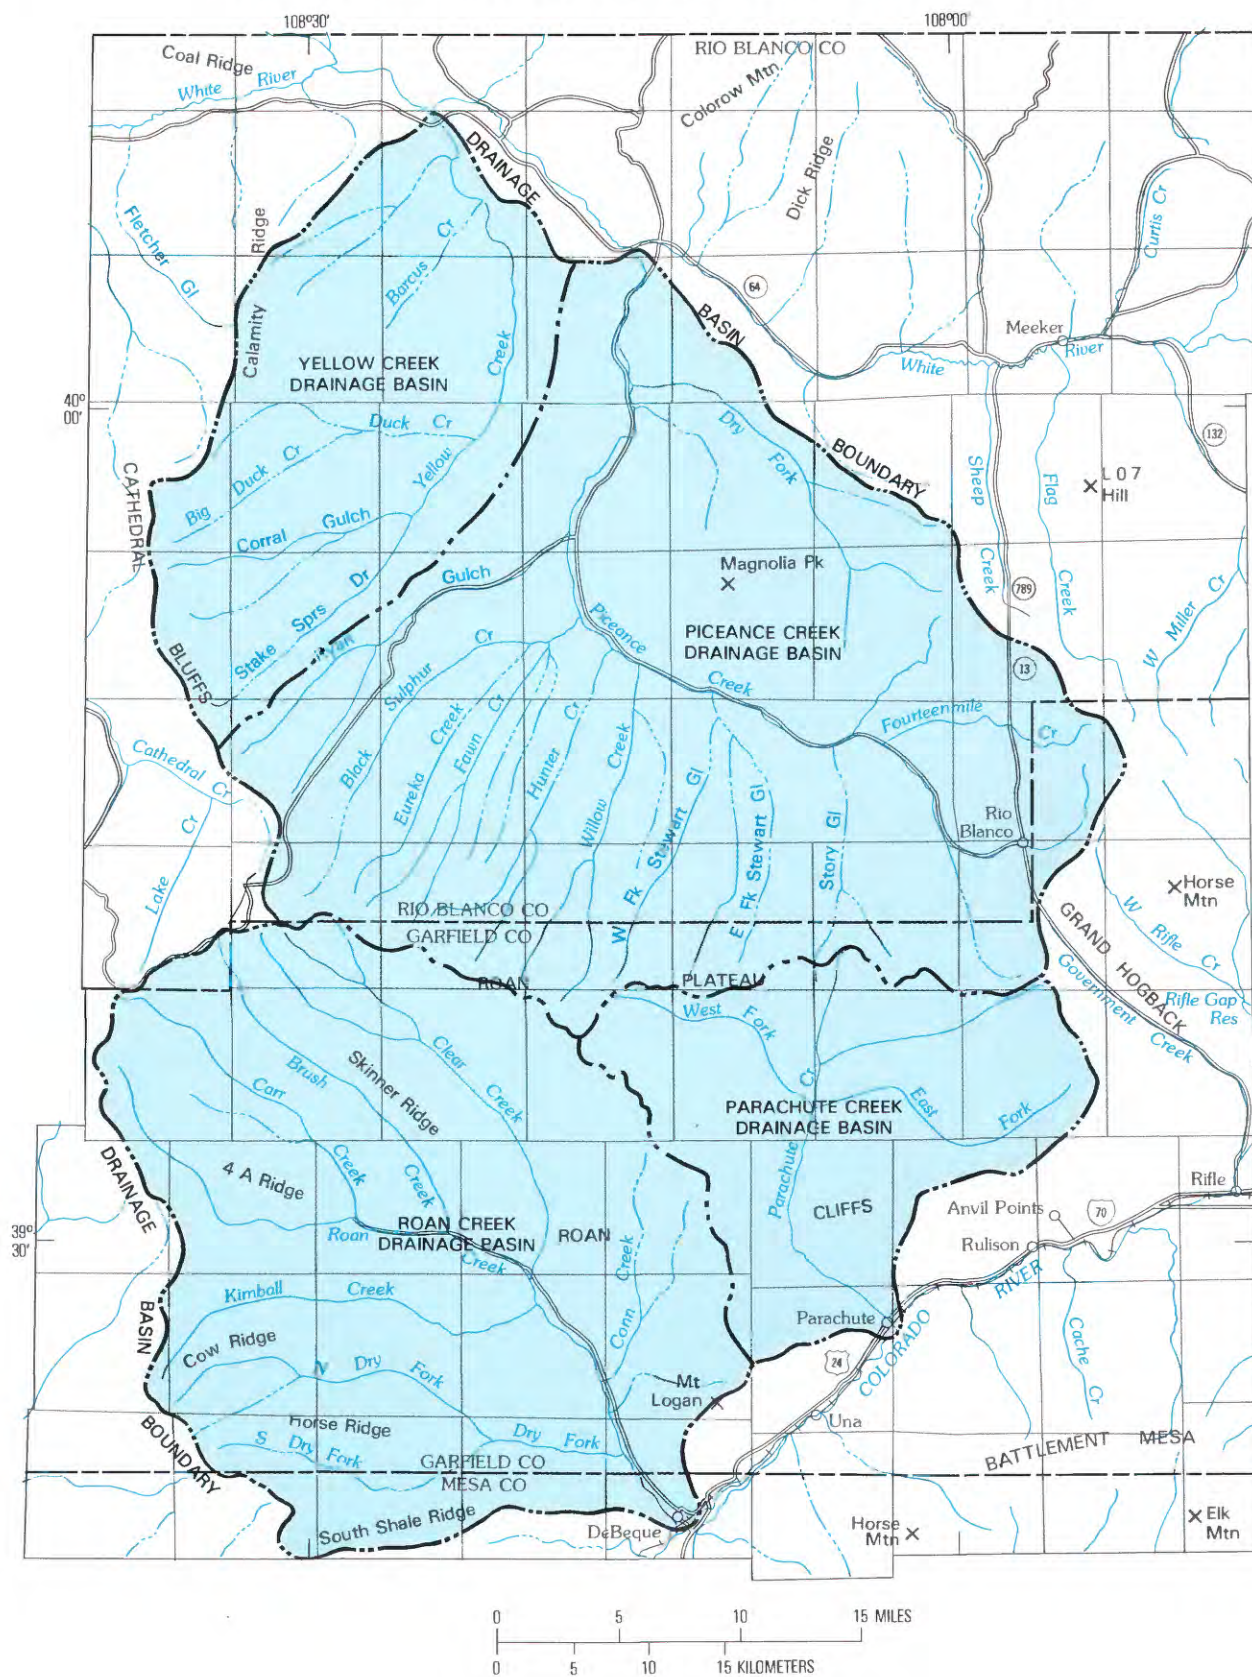 108º30'
108º00'
RIO BLANCO CO
Coal Ridge
White River
Colorow Mtn
DRAINAGE
Dick Ridge
Fletcher Gl
Curtis Cr
Calamity Ridge
Barcus Cr
64
BASIN
Meeker
White River
YELLOW CREEK
DRAINAGE BASIN
Creek
40º
00'
Duck Cr
Dry Fork
132
CATHEDRAL
Big Duck Cr
Yellow
BOUNDARY
Sheep Creek
Flag Creek
L O 7
Hill
Corral Gulch
Gulch
Magnolia Pk
789
Stake Sprs Dr
Ryan
Piceance
Creek
PICEANCE CREEK
DRAINAGE BASIN
W Miller Cr
13
BLUFFS
Black Sulphur Cr
Eureka Creek
Fawn Cr
Hunter Cr
Willow Creek
W Fk Stewart Gl
E Fk Stewart Gl
Story Gl
Fourteenmile Cr
Cathedral Cr
Lake Cr
Rio
Blanco
Horse
Mtn
W Rifle Cr
RIO BLANCO CO
GARFIELD CO
GRAND HOGBACK
Government Creek
Rifle Gap
Res
ROAN PLATEAU
West Fork
Clear Creek
Skinner Ridge
Brush Creek
Carr Creek
Parachute Cr
East Fork
PARACHUTE CREEK
DRAINAGE BASIN
DRAINAGE
4 A Ridge
CLIFFS
Rifle
Anvil Points
70
39º
30'
Roan
Creek
ROAN CREEK
DRAINAGE BASIN
ROAN
Rulison
Conn Creek
RIVER
Kimball Creek
BASIN
Parachute
COLORADO
Cow Ridge
24
Cache Cr
N Dry Fork
Mt
Logan
Una
Horse Ridge
BOUNDARY
S Dry Fork
Dry Fork
BATTLEMENT MESA
GARFIELD CO
MESA CO
South Shale Ridge
DeBeque
Horse
Mtn
Elk
Mtn
0 5 10 15 MILES
0 5 10 15 KILOMETERS